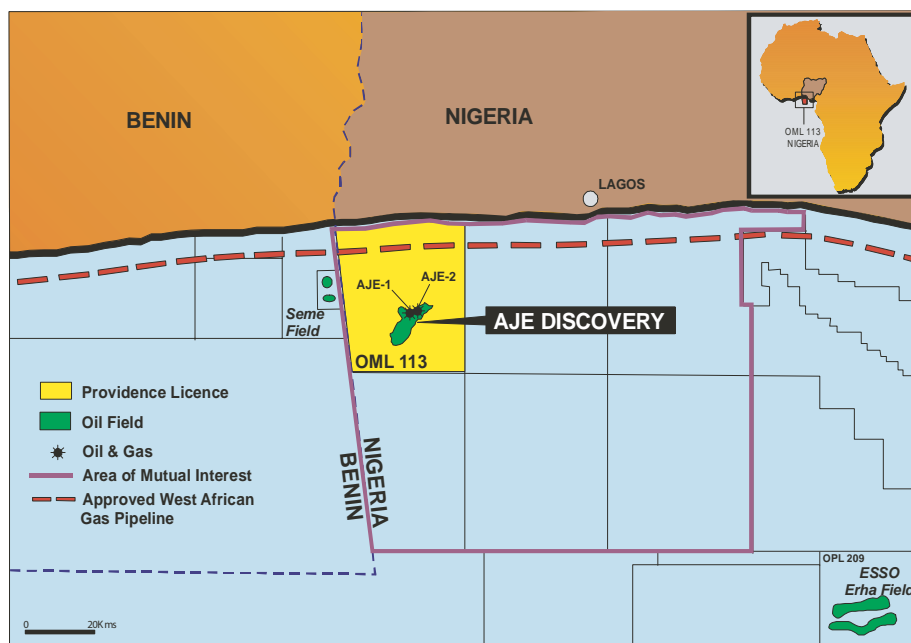 BENIN
NIGERIA
OML 113
NIGERIA
LAGOS
AJE-1
AJE-2
Seme
Field
AJE DISCOVERY
OML 113
Providence Licence
Oil Field
Oil & Gas
Area of Mutual Interest
Approved West African
Gas Pipeline
NIGERIA
BENIN
OPL 209
ESSO
Erha Field
0 20Kms